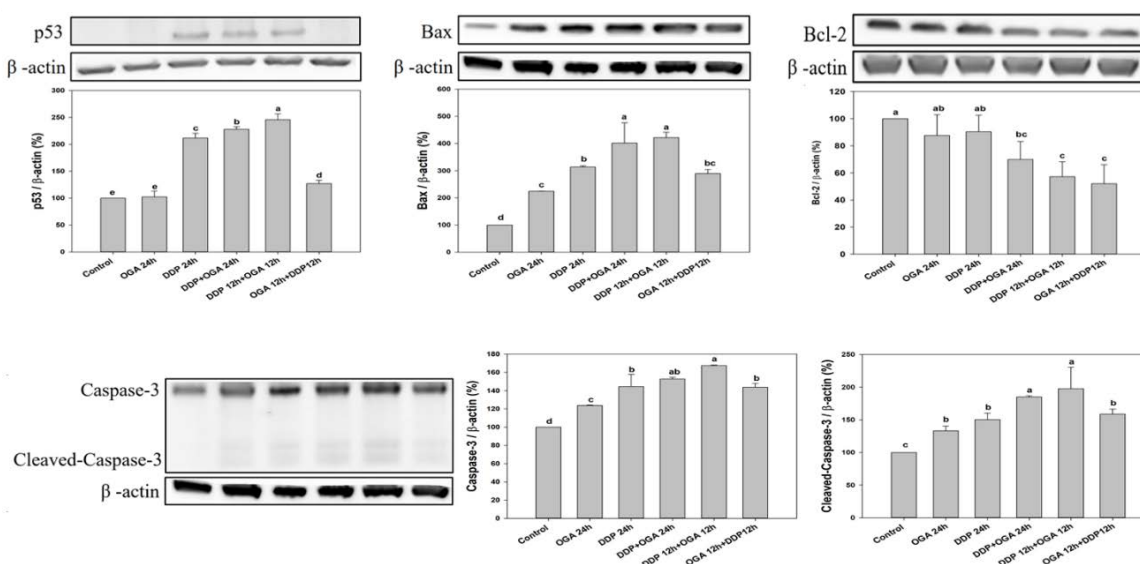 p53
β -actin
p53 / β-actin (%)
300
250
200
150
100
50
0
e
e
c
b
a
d
Control
OGA 24h
DDP 24h
DDP+OGA 24h
DDP 12h+OGA 12h
OGA 12h+DDP12h
Bax
β -actin
Bax / β-actin (%)
600
500
400
300
200
100
0
d
c
b
a
a
bc
Control
OGA 24h
DDP 24h
DDP+OGA 24h
DDP 12h+OGA 12h
OGA 12h+DDP12h
Bcl-2
β -actin
Bcl-2 / β-actin (%)
120
100
80
60
40
20
0
a
ab
ab
bc
c
c
Control
OGA 24h
DDP 24h
DDP+OGA 24h
DDP 12h+OGA 12h
OGA 12h+DDP12h
Caspase-3
Cleaved-Caspase-3
β -actin
Caspase-3 / β-actin (%)
180
160
140
120
100
80
60
40
20
0
d
c
b
ab
a
b
Control
OGA 24h
DDP 24h
DDP+OGA 24h
DDP 12h+OGA 12h
OGA 12h+DDP12h
Cleaved-Caspase-3 / β-actin (%)
250
200
150
100
50
0
c
b
b
a
a
b
Control
OGA 24h
DDP 24h
DDP+OGA 24h
DDP 12h+OGA 12h
OGA 12h+DDP12h